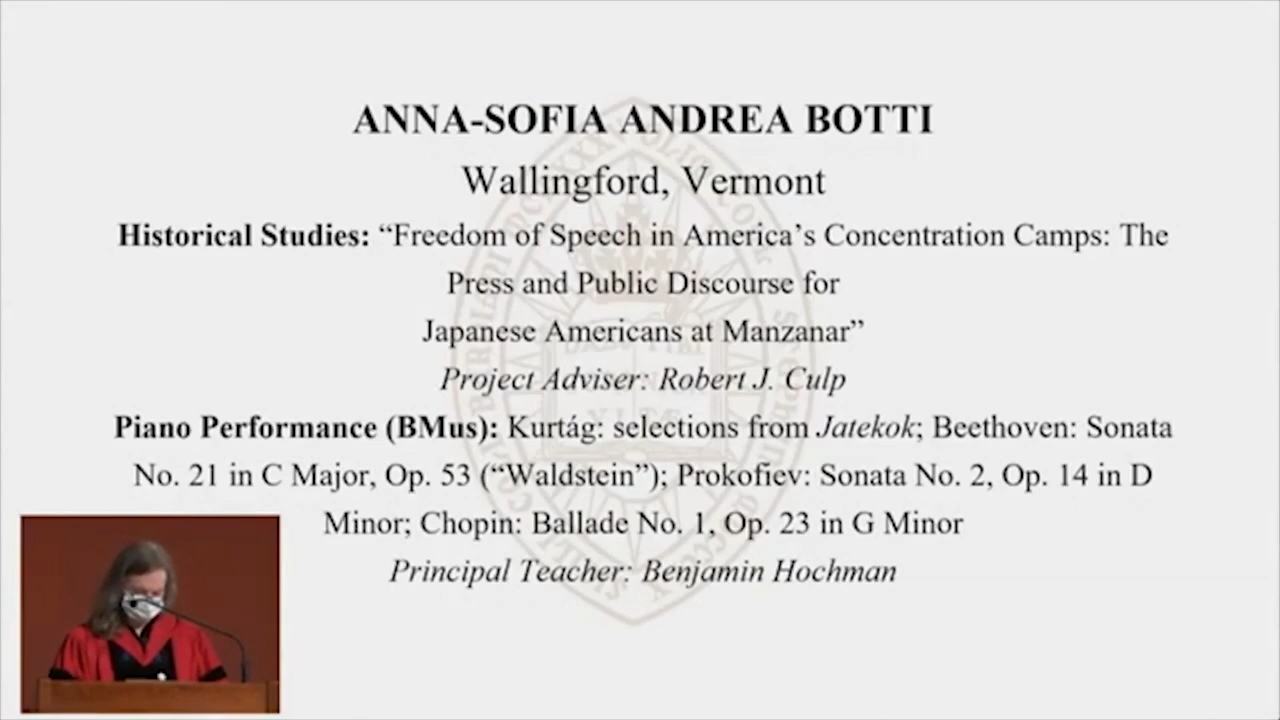 ANNA-SOFIA ANDREA BOTTI
Wallingford, Vermont
Historical Studies: “Freedom of Speech in America’s Concentration Camps: The
Press and Public Discourse for
Japanese Americans at Manzanar”
Project Adviser: Robert J. Culp
Piano Performance (BMus): Kurtág: selections from Jatekok; Beethoven: Sonata
No. 21 in C Major, Op. 53 (“Waldstein”); Prokofiev: Sonata No. 2, Op. 14 in D
Minor; Chopin: Ballade No. 1, Op. 23 in G Minor
Principal Teacher: Benjamin Hochman